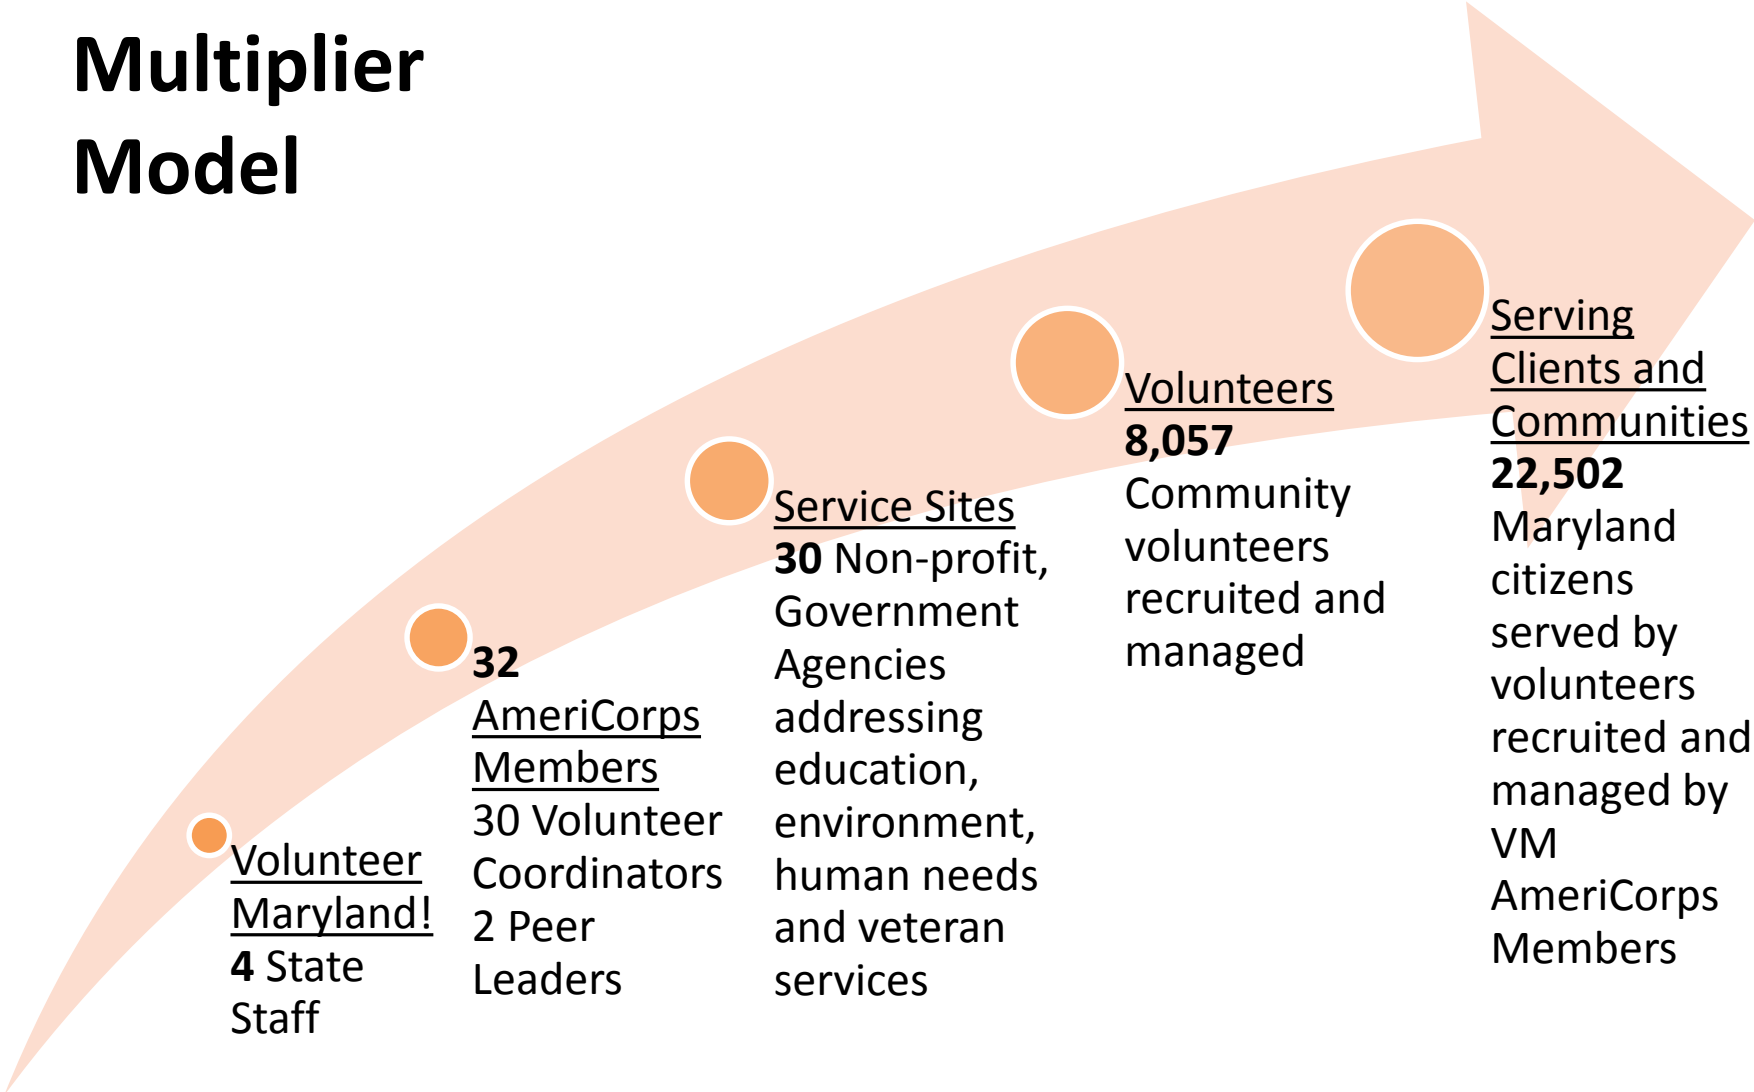 Multiplier
Model
Volunteer
Maryland!
4 State
Staff
32
AmeriCorps
Members
30 Volunteer
Coordinators
2 Peer
Leaders
Service Sites
30 Non-profit,
Government
Agencies
addressing
education,
environment,
human needs
and veteran
services
Volunteers
8,057
Community
volunteers
recruited and
managed
Serving
Clients and
Communities
22,502
Maryland
citizens
served by
volunteers
recruited and
managed by
VM
AmeriCorps
Members